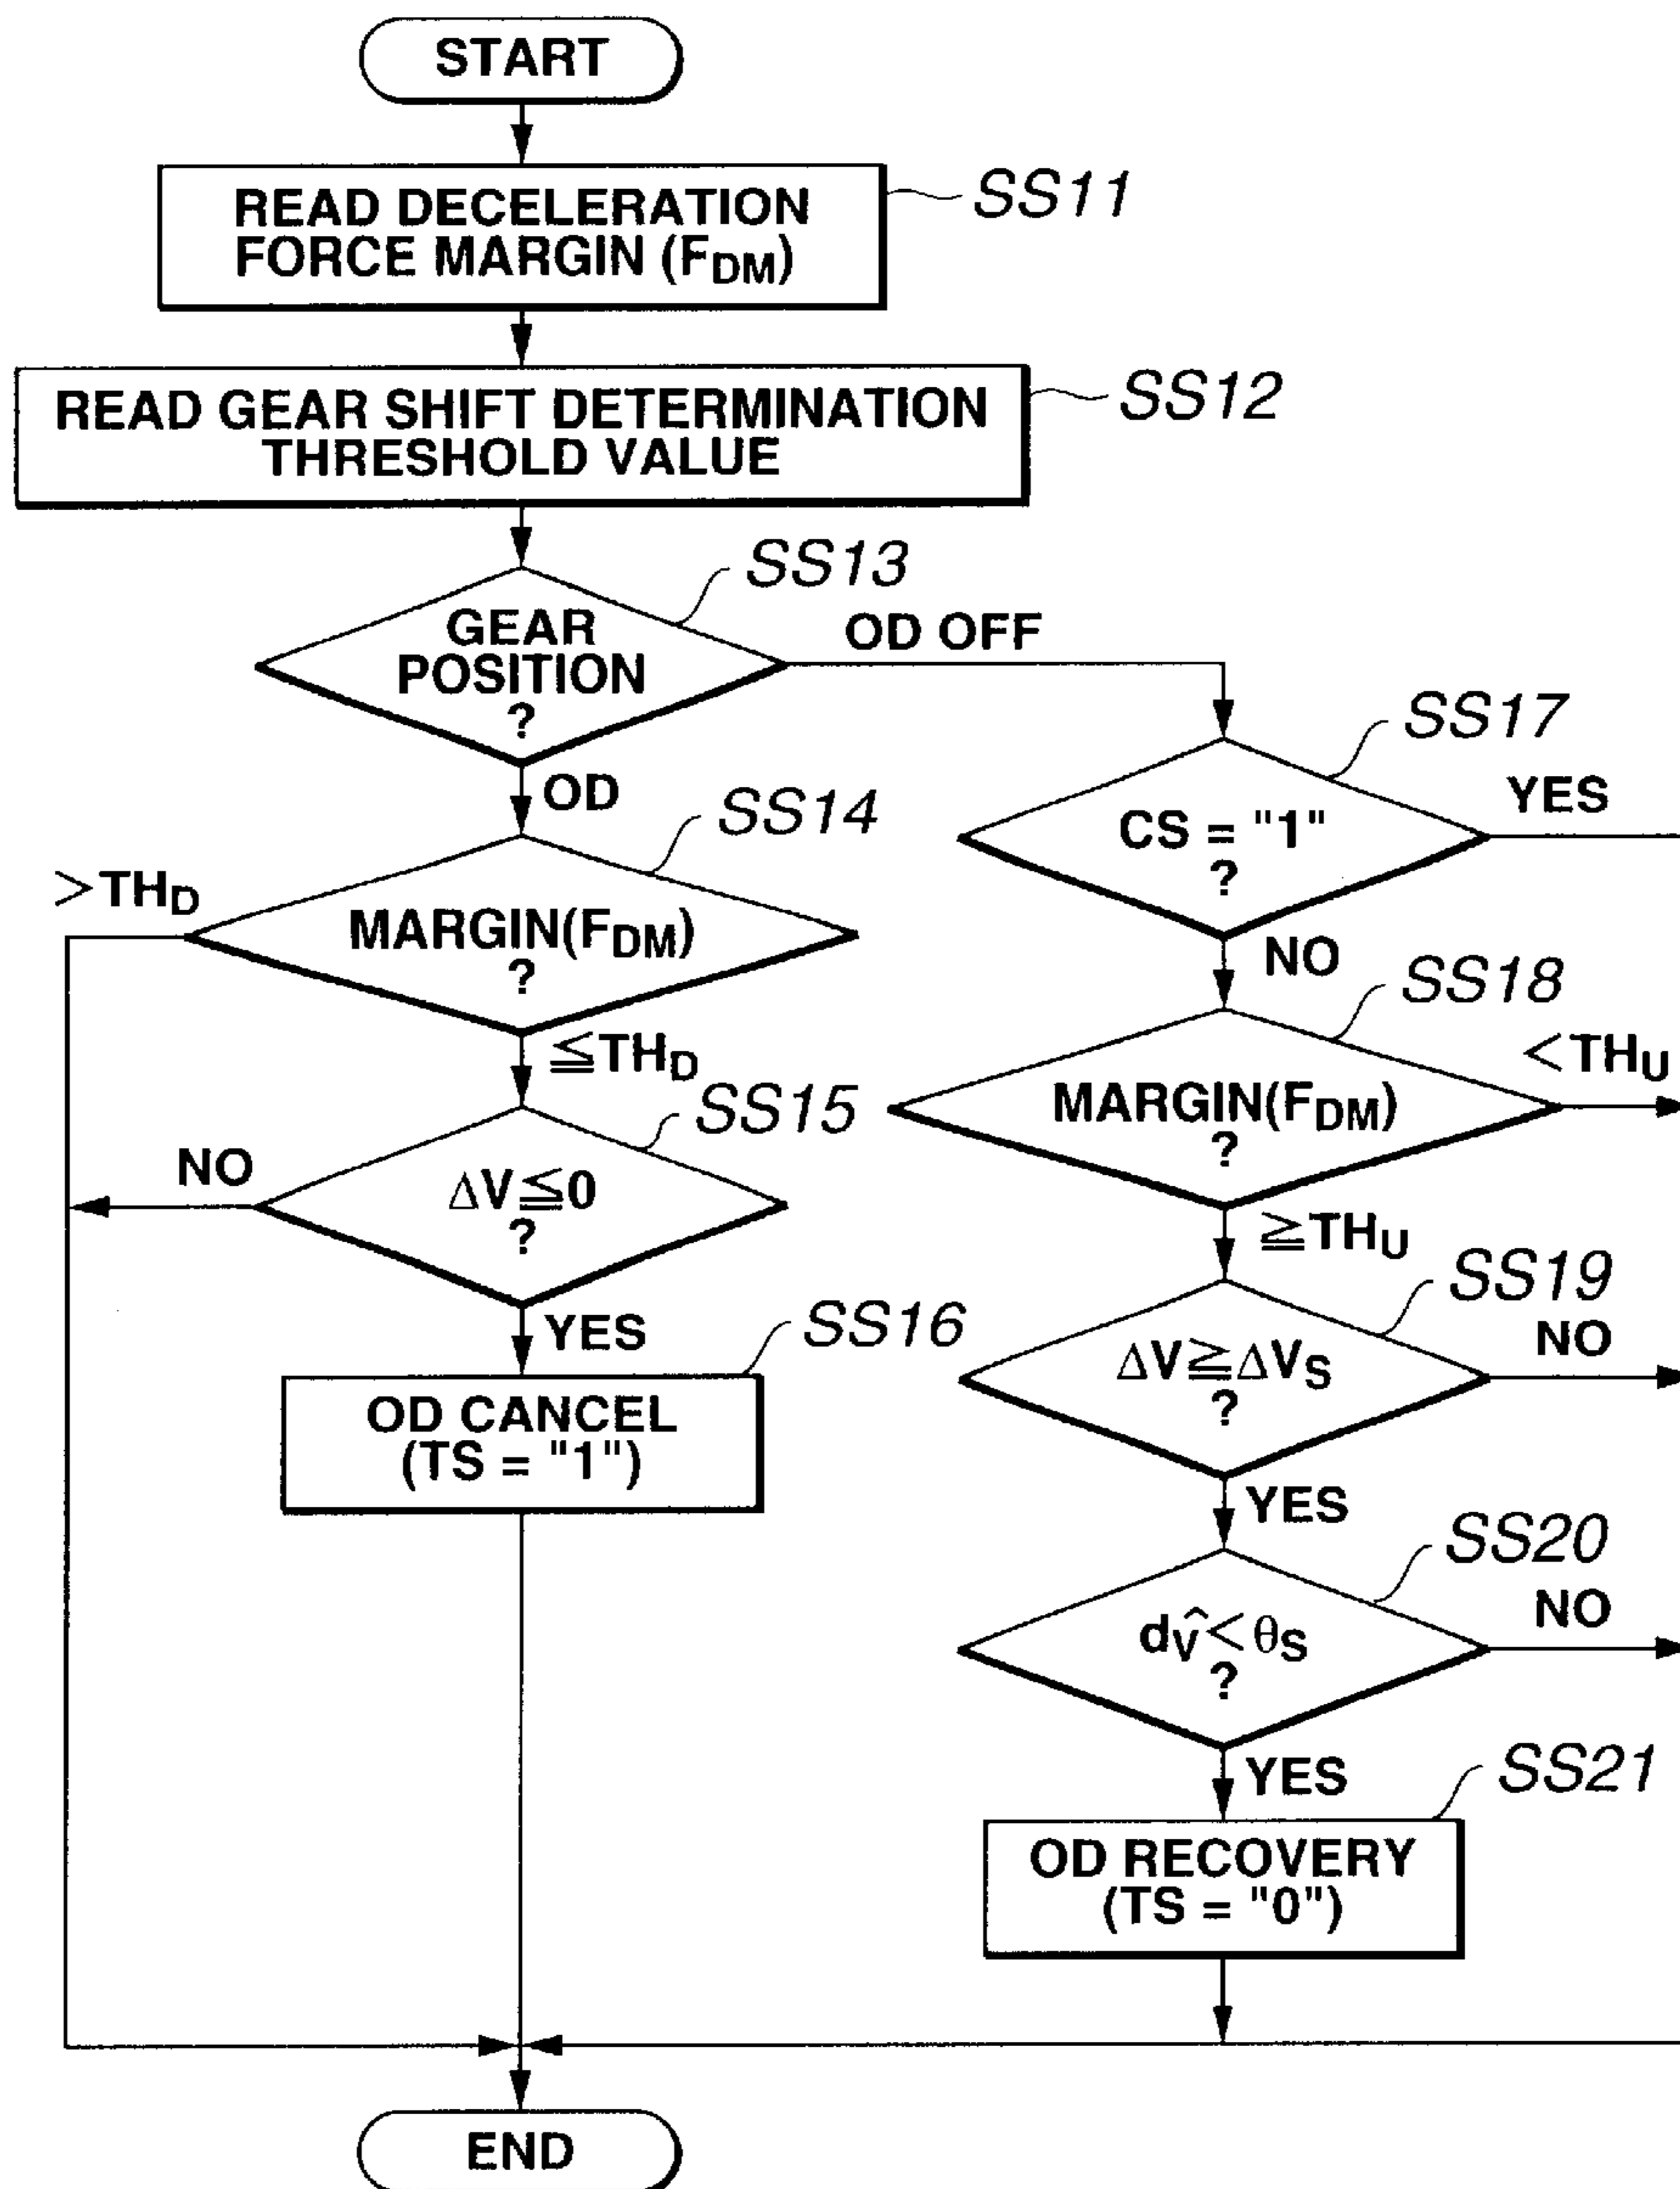 START
READ DECELERATION
FORCE MARGIN (FDM)
SS11
READ GEAR SHIFT DETERMINATION
THRESHOLD VALUE
SS12
GEAR
POSITION
?
SS13
OD OFF
OD
CS = "1"
?
SS17
YES
NO
MARGIN(FDM)
?
SS14
>THD
≦THD
MARGIN(FDM)
?
SS18
<THU
≧THU
ΔV≦0
?
SS15
NO
YES
ΔV≧ΔVS
?
SS19
NO
YES
OD CANCEL
(TS = "1")
SS16
dv̂<θS
?
SS20
NO
YES
OD RECOVERY
(TS = "0")
SS21
END